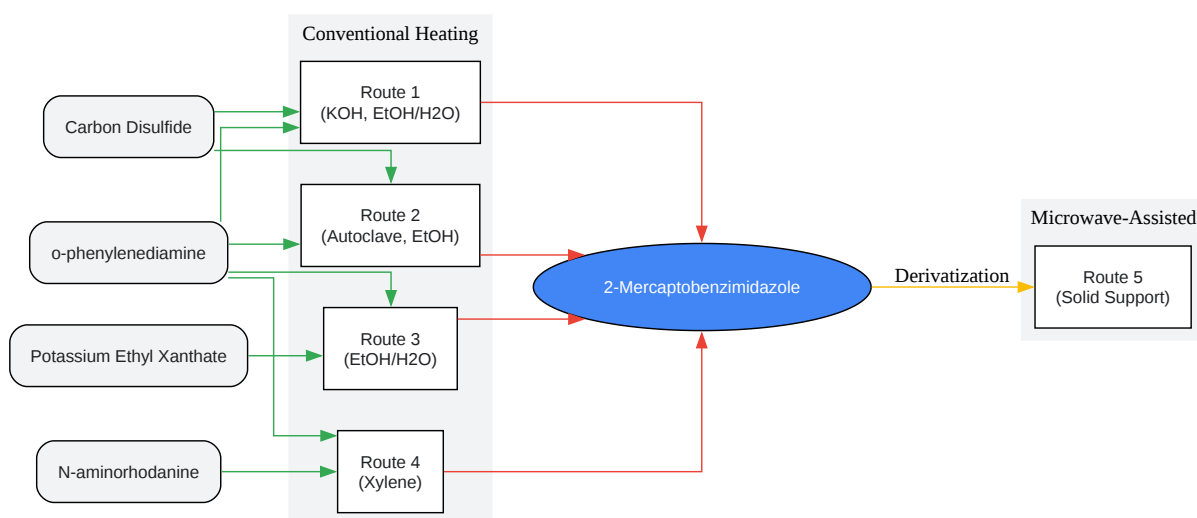 Conventional Heating
Route 1
(KOH, EtOH/H2O)
Carbon Disulfide
Route 2
(Autoclave, EtOH)
o-phenylenediamine
Microwave-Assisted
Derivatization
Route 5
(Solid Support)
2-Mercaptobenzimidazole
Route 3
(EtOH/H2O)
Potassium Ethyl Xanthate
Route 4
(Xylene)
N-aminorhodanine